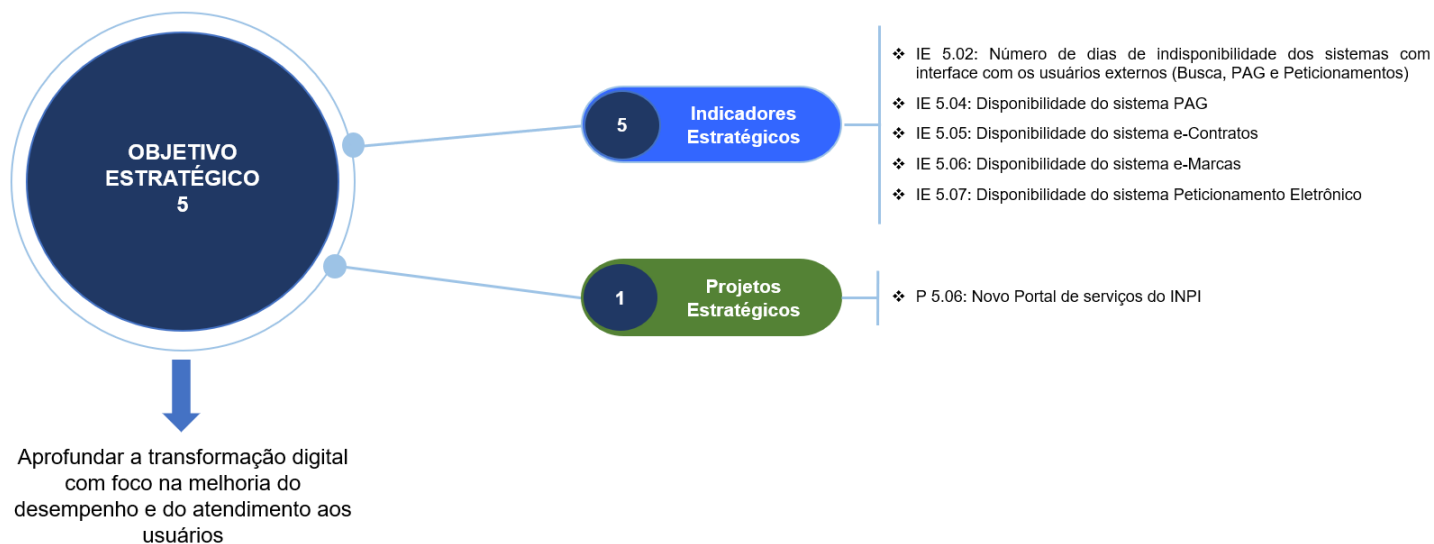 OBJETIVO
ESTRATÉGICO
5
Aprofundar a transformação digital
com foco na melhoria do
desempenho e do atendimento aos
usuários
5
Indicadores
Estratégicos
❖ IE 5.02: Número de dias de indisponibilidade dos sistemas com
interface com os usuários externos (Busca, PAG e Peticionamentos)
❖ IE 5.04: Disponibilidade do sistema PAG
❖ IE 5.05: Disponibilidade do sistema e-Contratos
❖ IE 5.06: Disponibilidade do sistema e-Marcas
❖ IE 5.07: Disponibilidade do sistema Peticionamento Eletrônico
1
Projetos
Estratégicos
❖ P 5.06: Novo Portal de serviços do INPI